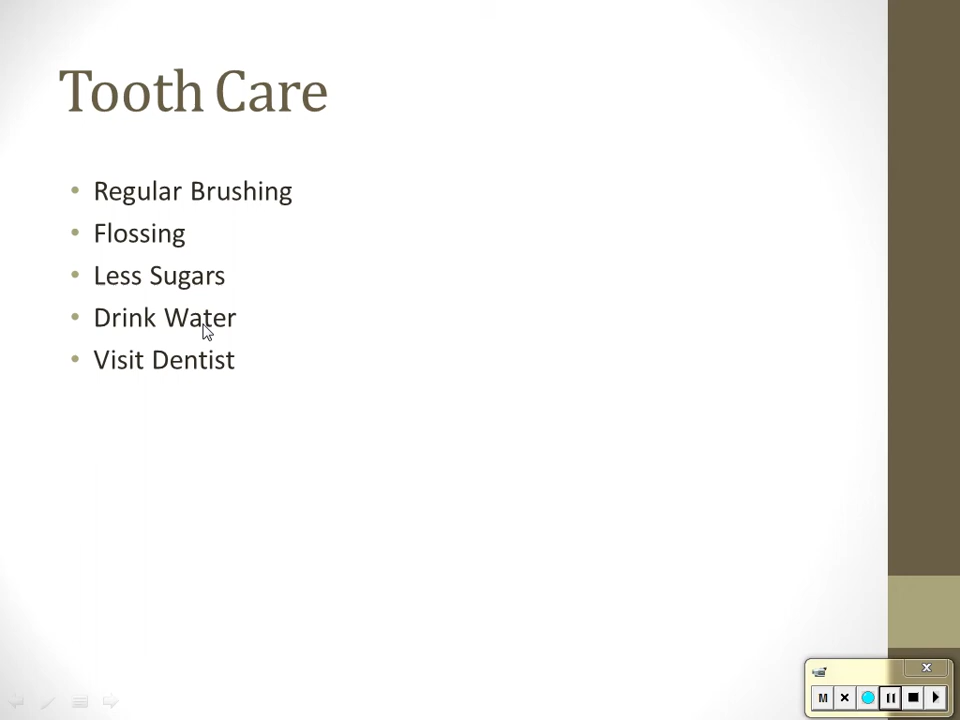 Tooth Care
• Regular Brushing
• Flossing
• Less Sugars
• Drink Water
• Visit Dentist
M